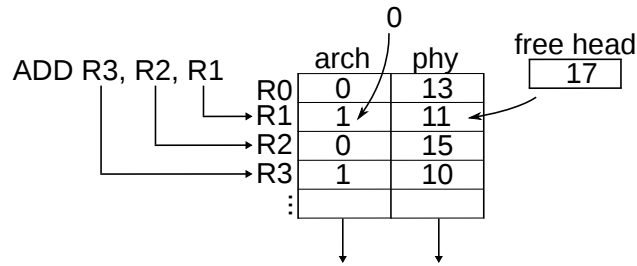 0
arch phy free head
ADD R3, R2, R1 17
R0 0 13
R1 1 11
R2 0 15
R3 1 10
...